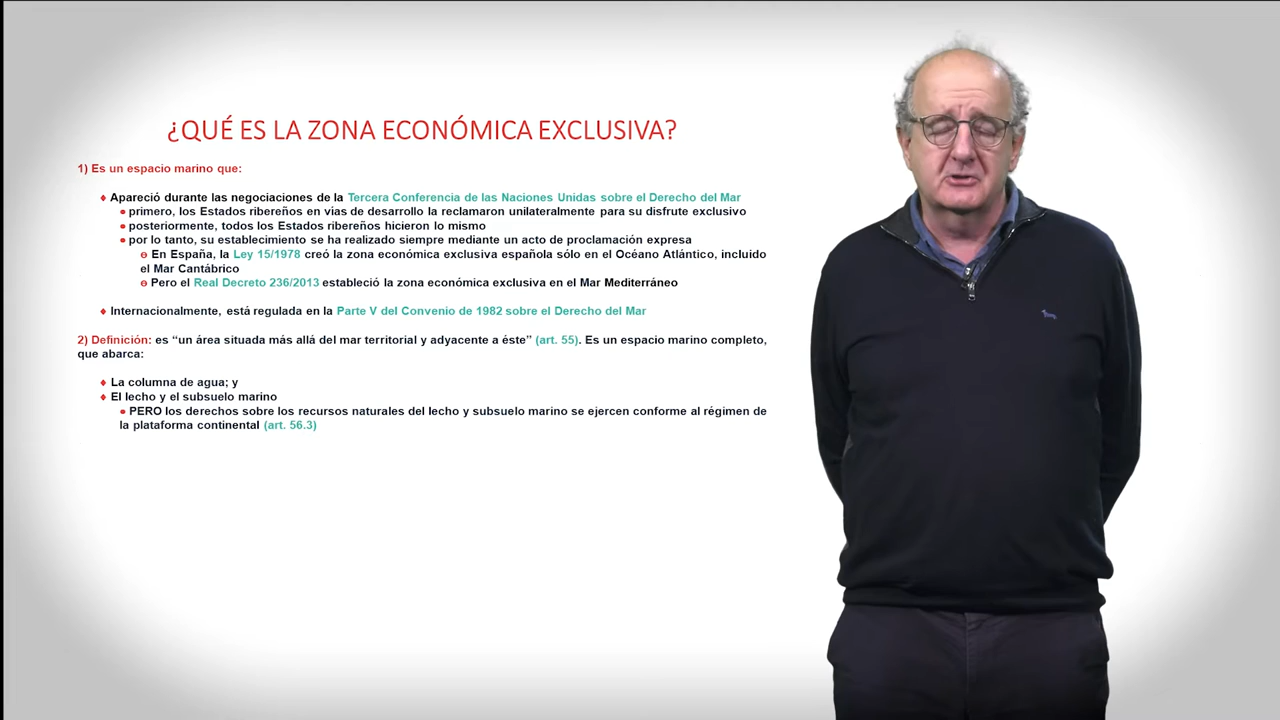 ¿QUÉ ES LA ZONA ECONÓMICA EXCLUSIVA?
1) Es un espacio marino que:
♦ Apareció durante las negociaciones de la Tercera Conferencia de las Naciones Unidas sobre el Derecho del Mar
● primero, los Estados ribereños en vías de desarrollo la reclamaron unilateralmente para su disfrute exclusivo
● posteriormente, todos los Estados ribereños hicieron lo mismo
● por lo tanto, su establecimiento se ha realizado siempre mediante un acto de proclamación expresa
⊖ En España, la Ley 15/1978 creó la zona económica exclusiva española sólo en el Océano Atlántico, incluido
el Mar Cantábrico
⊖ Pero el Real Decreto 236/2013 estableció la zona económica exclusiva en el Mar Mediterráneo
♦ Internacionalmente, está regulada en la Parte V del Convenio de 1982 sobre el Derecho del Mar
2) Definición: es “un área situada más allá del mar territorial y adyacente a éste” (art. 55). Es un espacio marino completo,
que abarca:
♦ La columna de agua; y
♦ El lecho y el subsuelo marino
● PERO los derechos sobre los recursos naturales del lecho y subsuelo marino se ejercen conforme al régimen de
la plataforma continental (art. 56.3)